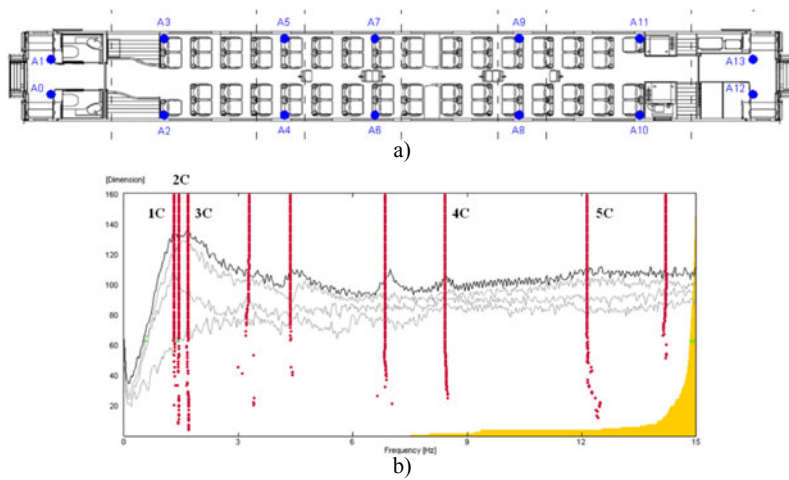 A3 A5 A7 A9 A11
A1 A13
A0 A12
A2 A4 A6 A8 A10
a)
[Dimension]
2C
160
1C 3C 4C 5C
140
120
100
80
60
40
20
0 3 6 9 12 15
Frequency [Hz]
b)